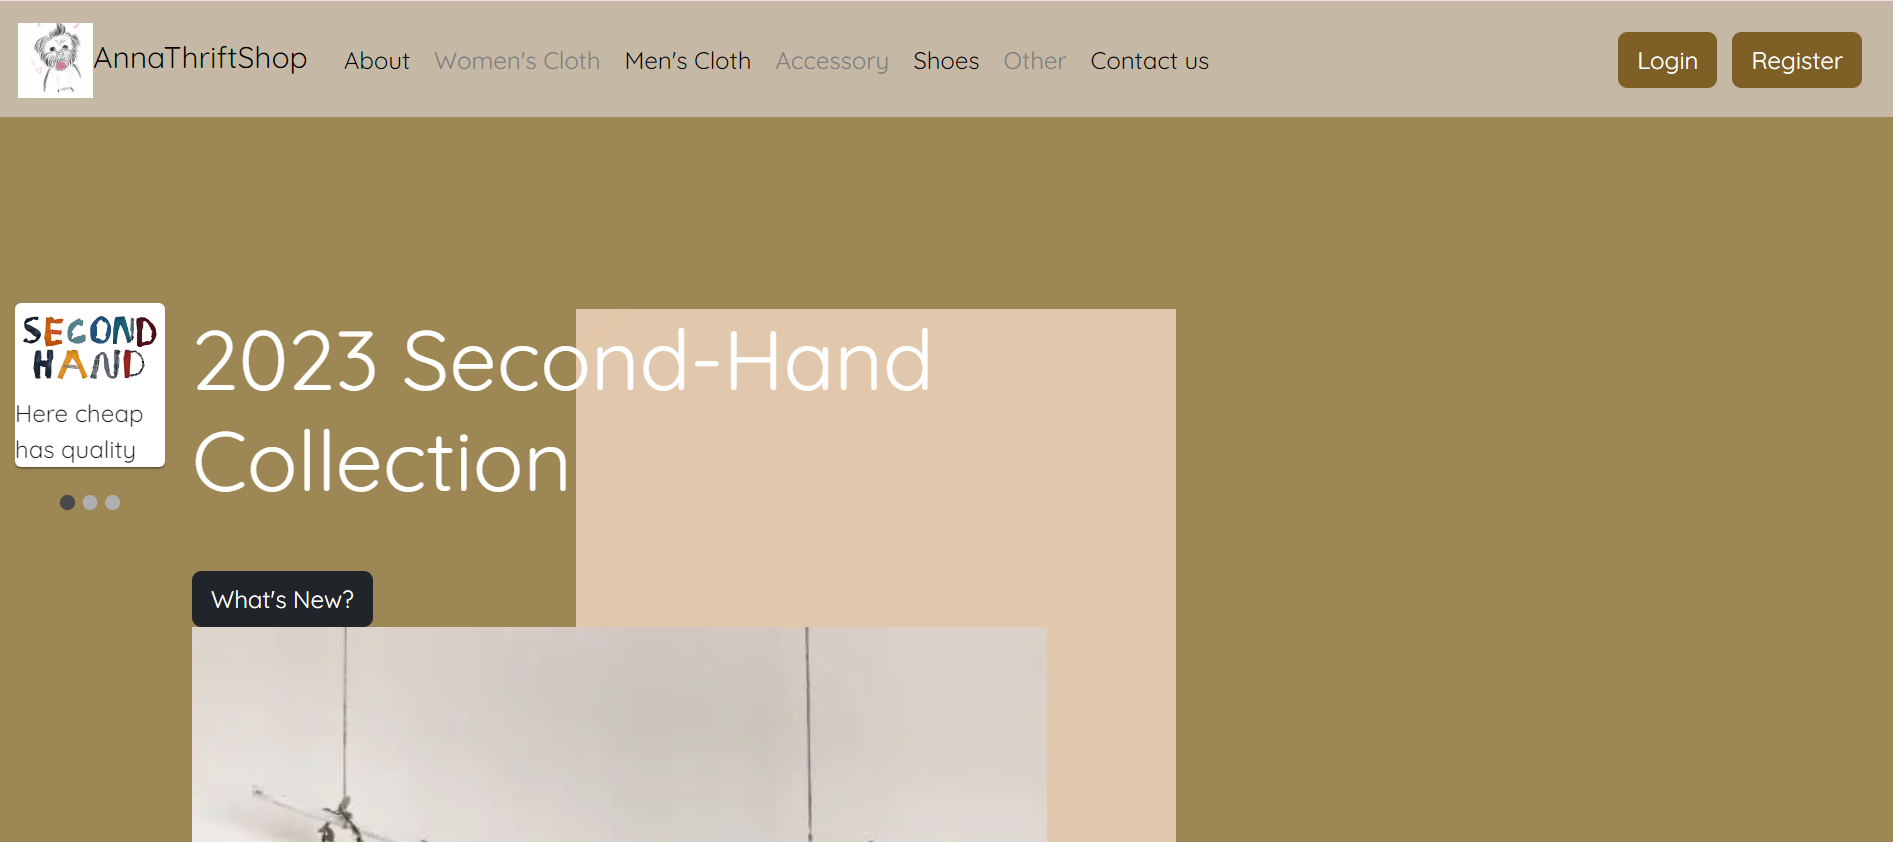 AnnaThriftShop About Women's Cloth Men's Cloth Accessory Shoes Other Contact us Login Register
SECOND
HAND
Here cheap
has quality
2023 Second-Hand
Collection
What's New?